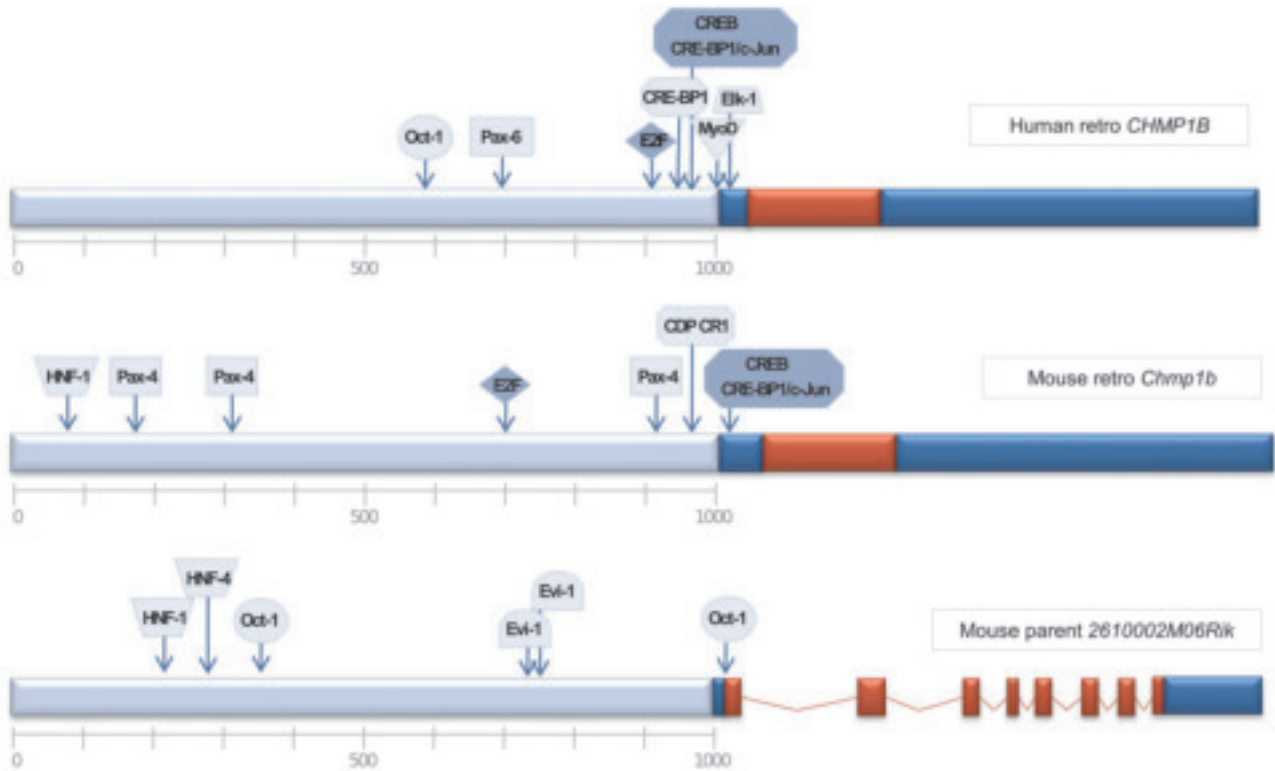 CREB
CRE-BP1/c-Jun
CRE-BP1
Elk-1
Oct-1
Pax-6
E2F
MyoD
Human retro CHMP1B
0
500
1000
CDP CR1
HNF-1
Pax-4
Pax-4
E2F
Pax-4
CREB
CRE-BP1/c-Jun
Mouse retro Chmp1b
0
500
1000
HNF-4
Evi-1
HNF-1
Oct-1
Evi-1
Oct-1
Mouse parent 2610002M06Rik
0
500
1000